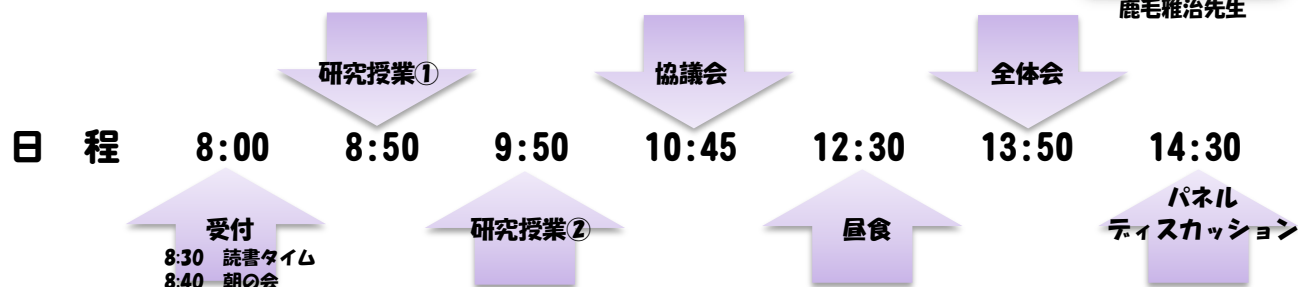 鹿毛雅治先生
研究授業①
協議会
全体会
日 程 8:00 8:50 9:50 10:45 12:30 13:50 14:30
受付
8:30 読書タイム
8:40 朝の会
研究授業②
昼食
パネル
ディスカッション